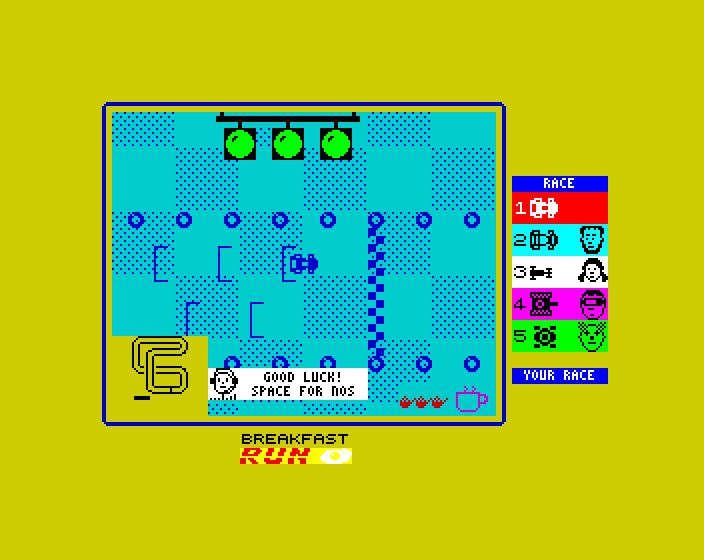 RACE
1
2
3
4
5
GOOD LUCK!
SPACE FOR NOS
YOUR RACE
BREAKFAST
RUN